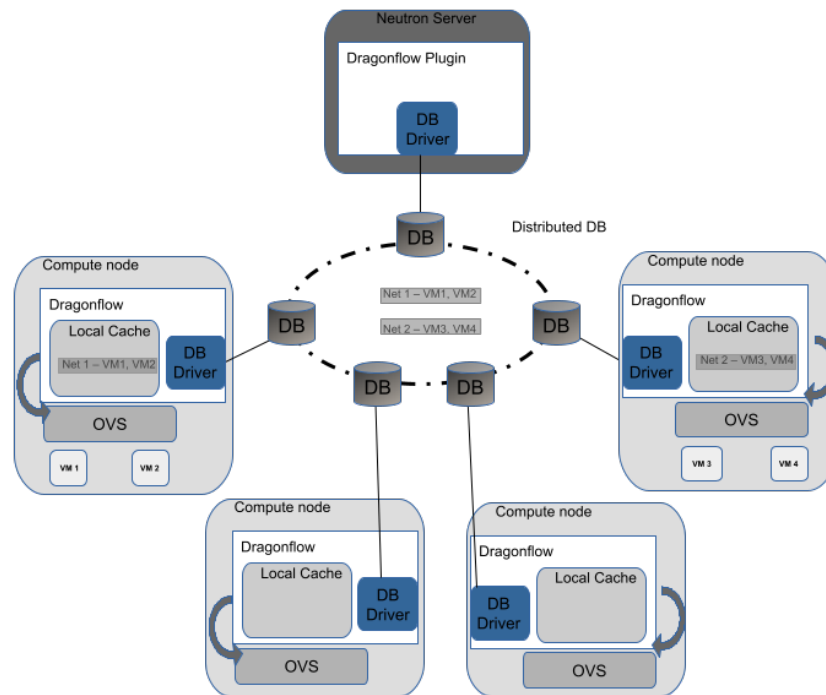 Neutron Server
Dragonflow Plugin
DB
Driver
DB
Distributed DB
Net 1 – VM1, VM2
Net 2 – VM3, VM4
DB
DB
DB
DB
Compute node
Dragonflow
Local Cache
Net 1 – VM1, VM2
DB
Driver
OVS
VM 1
VM 2
Compute node
Dragonflow
Local Cache
DB
Driver
Net 2 – VM3, VM4
OVS
VM 3
VM 4
Compute node
Dragonflow
Local Cache
DB
Driver
OVS
Compute node
Dragonflow
Local Cache
DB
Driver
OVS